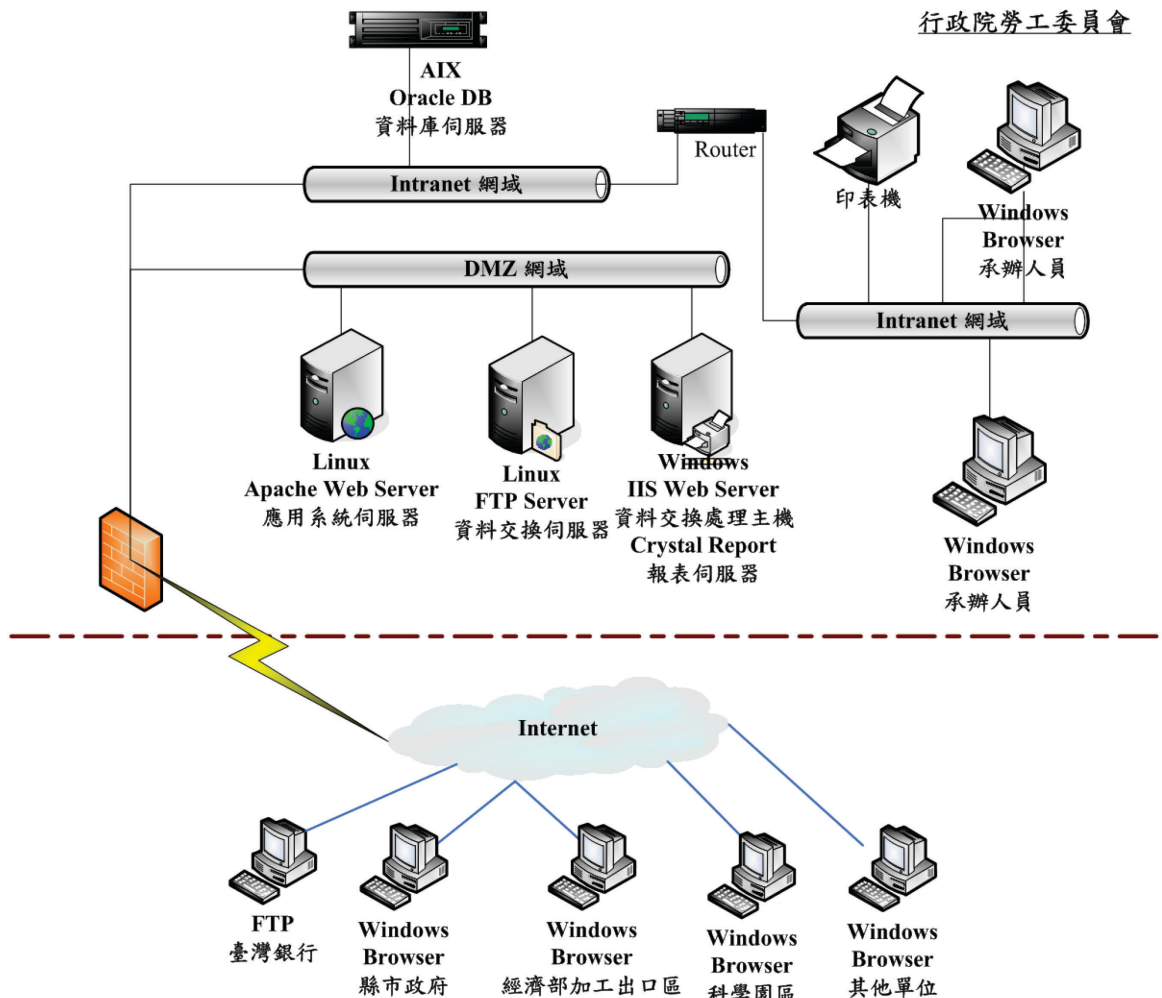 行政院勞工委員會
AIX
Oracle DB
資料庫伺服器
Router
印表機
Windows
Browser
承辦人員
Intranet 網域
DMZ 網域
Intranet 網域
Linux
Apache Web Server
應用系統伺服器
Linux
FTP Server
資料交換伺服器
Windows
IIS Web Server
資料交換處理主機
Crystal Report
報表伺服器
Windows
Browser
承辦人員
Internet
FTP
臺灣銀行
Windows
Browser
縣市政府
Windows
Browser
經濟部加工出口區
Windows
Browser
科學園區
Windows
Browser
其他單位